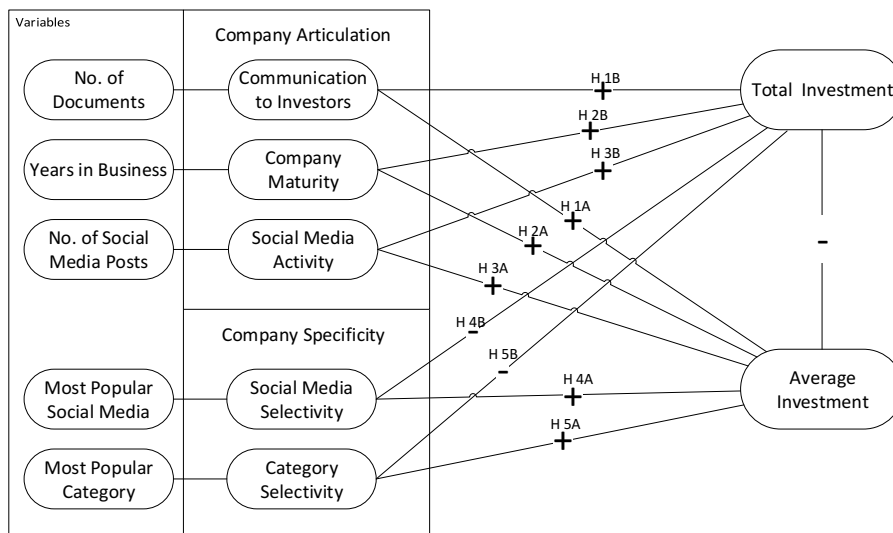 Variables
Company Articulation
No. of
Documents
Communication
to Investors
H 1B
+
Total Investment
H 2B
+
Years in Business
Company
Maturity
H 3B
+
H 1A
+
No. of Social
Media Posts
Social Media
Activity
H 2A
+
-
H 3A
+
Company Specificity
H 4B
-
H 5B
-
Most Popular
Social Media
Social Media
Selectivity
H 4A
+
Average
Investment
H 5A
+
Most Popular
Category
Category
Selectivity